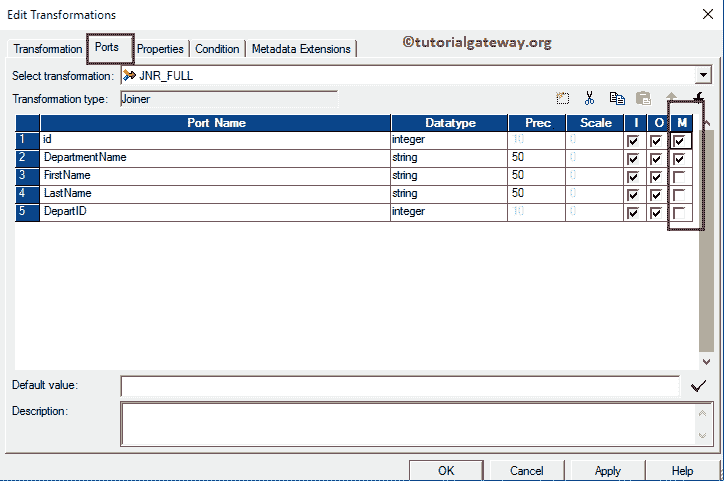 Edit Transformations
Transformation Ports Properties Condition Metadata Extensions ©tutorialgateway.org
Select transformation: JNR_FULL
Transformation type: Joiner
Port Name Datatype Prec Scale I O M
1 id integer 10 0
2 DepartmentName string 50 0
3 FirstName string 50 0
4 LastName string 50 0
5 DepartID integer 10 0
Default value:
Description:
OK Cancel Apply Help